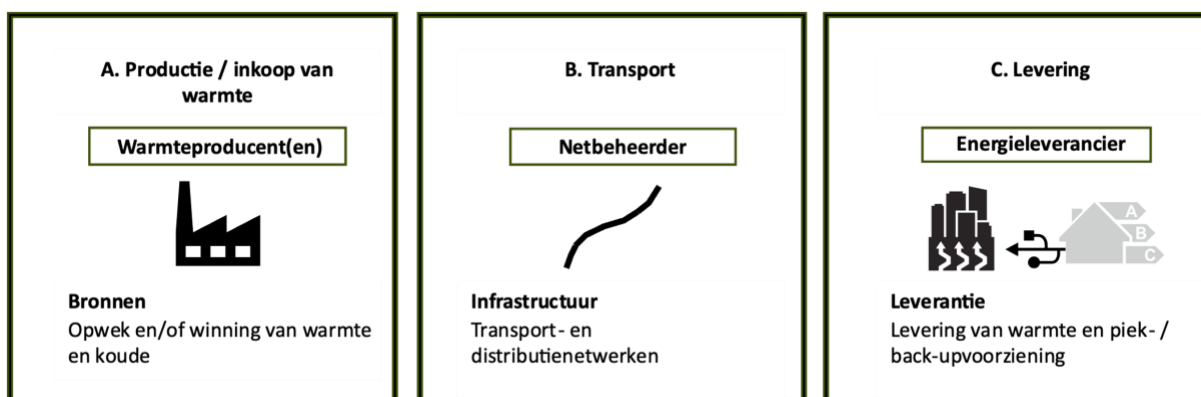 A. Productie / inkoop van
warmte
Warmteproducent(en)
Bronnen
Opwek en/of winning van warmte
en koude
B. Transport
Netbeheerder
Infrastructuur
Transport- en
distributienetwerken
C. Levering
Energieleverancier
A
B
C
Leverantie
Levering van warmte en piek- /
back-upvoorziening